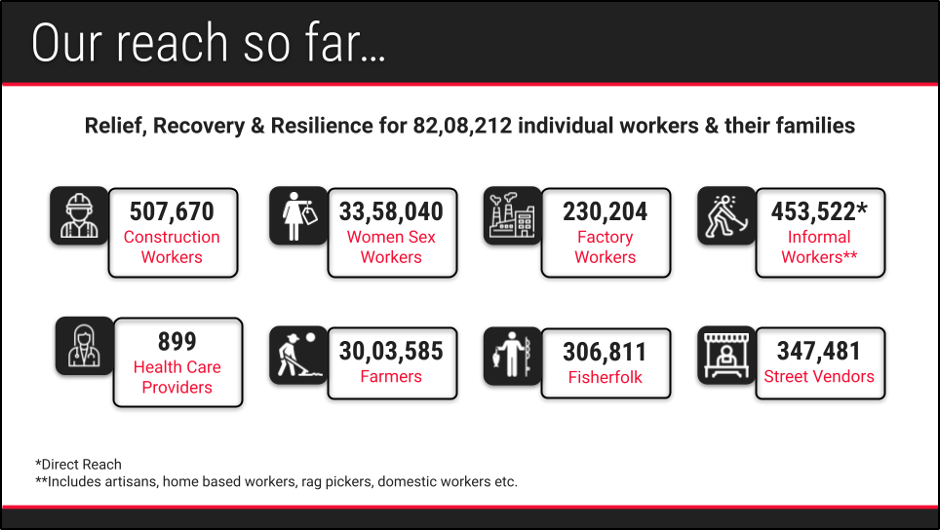 Our reach so far...
Relief, Recovery & Resilience for 82,08,212 individual workers & their families
507,670
Construction
Workers
33,58,040
Women Sex
Workers
230,204
Factory
Workers
453,522*
Informal
Workers**
899
Health Care
Providers
30,03,585
Farmers
306,811
Fisherfolk
347,481
Street Vendors
*Direct Reach
**Includes artisans, home based workers, rag pickers, domestic workers etc.